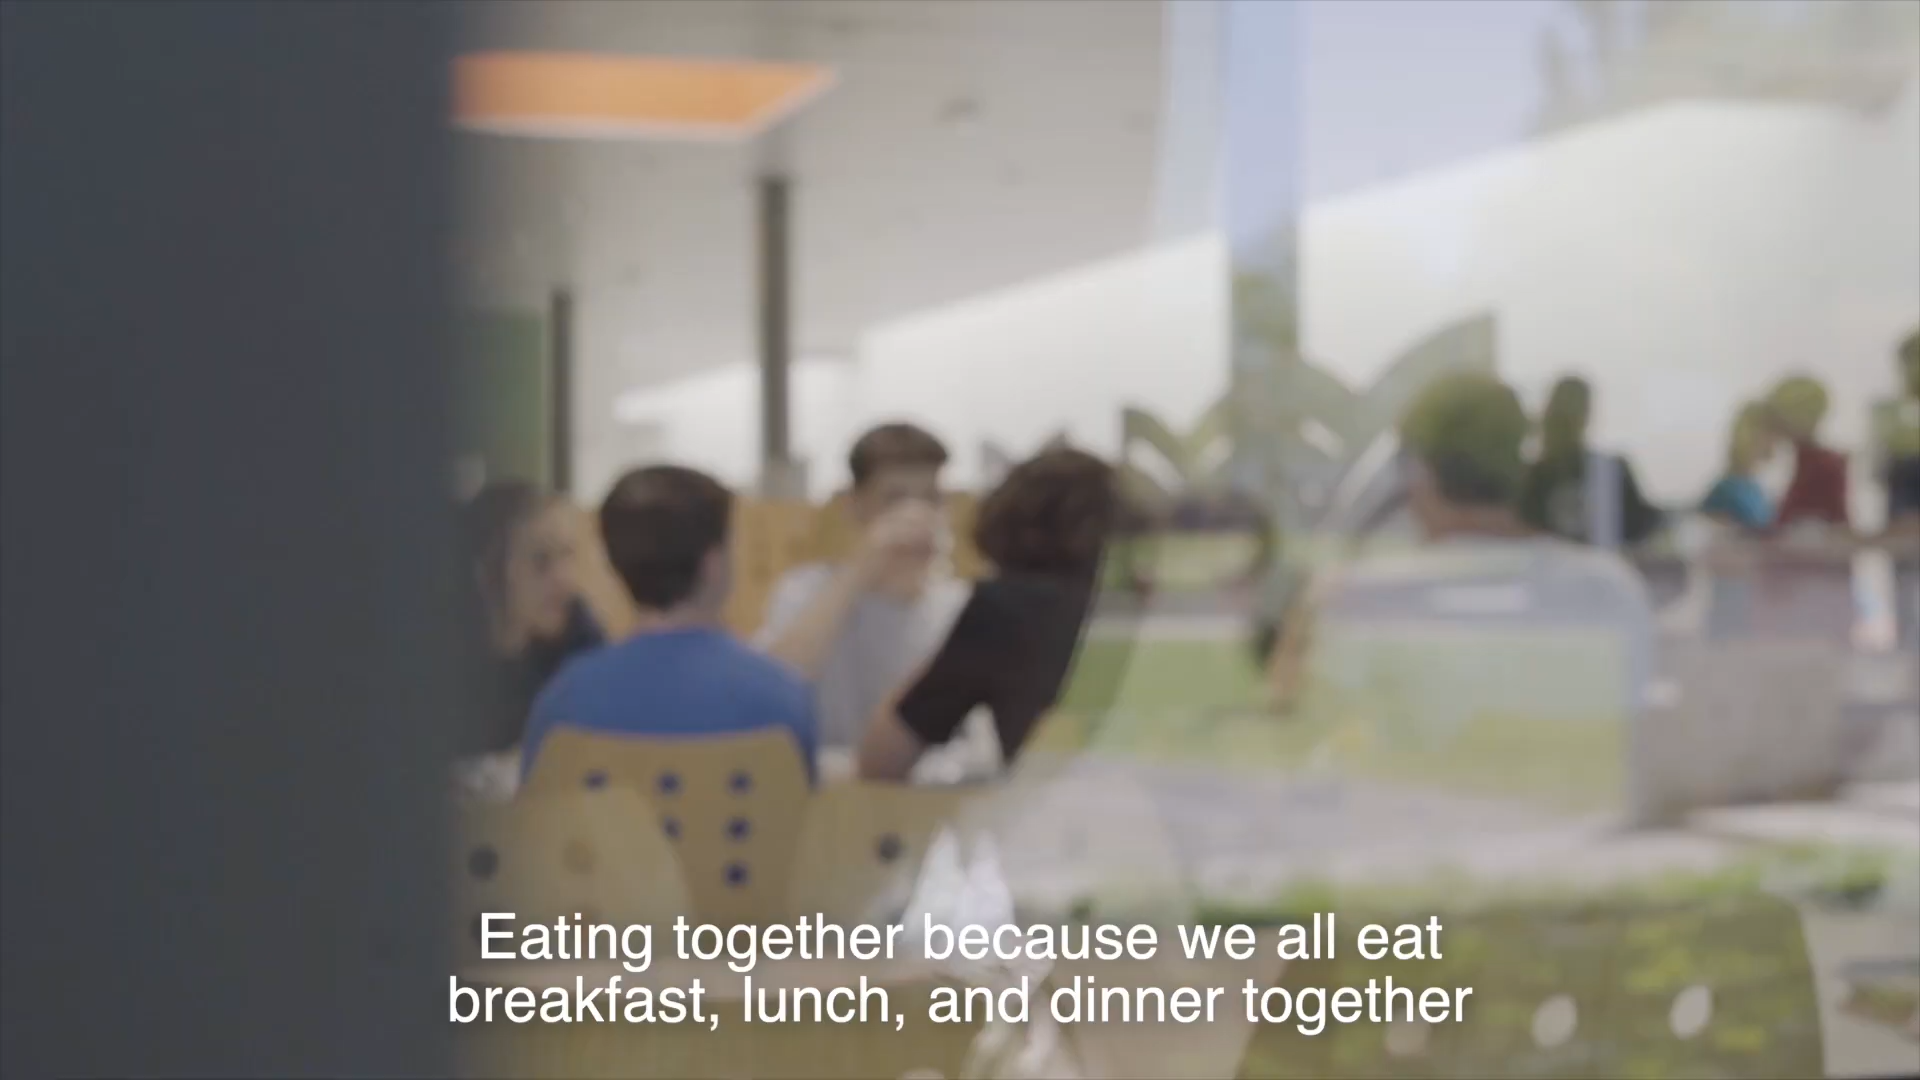 Eating together because we all eat
breakfast, lunch, and dinner together